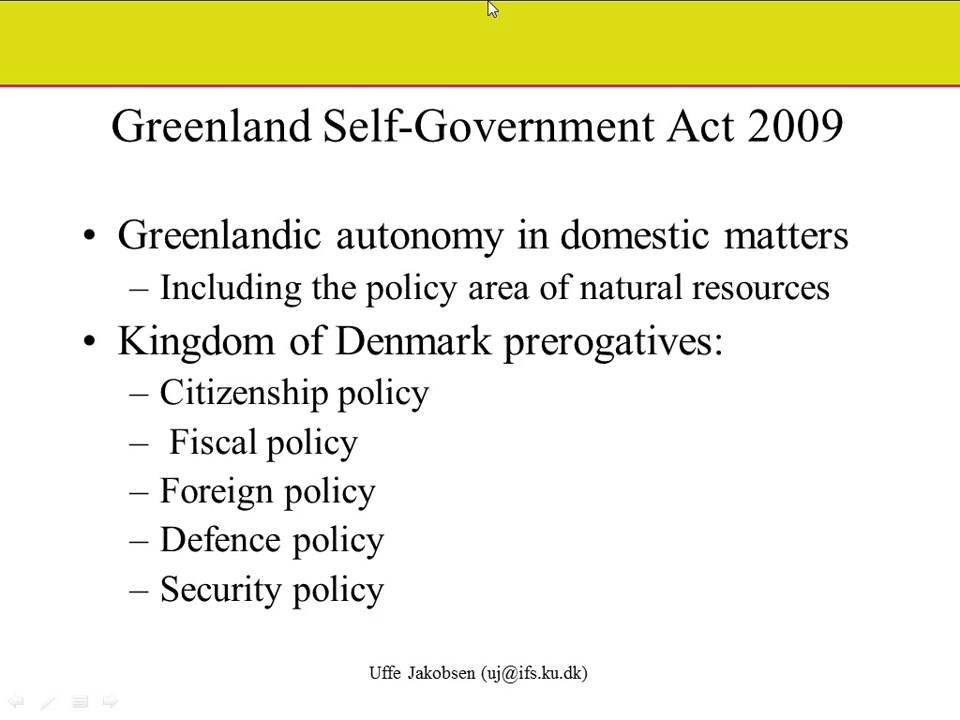 Greenland Self-Government Act 2009
• Greenlandic autonomy in domestic matters
– Including the policy area of natural resources
• Kingdom of Denmark prerogatives:
– Citizenship policy
– Fiscal policy
– Foreign policy
– Defence policy
– Security policy
Uffe Jakobsen (uj@ifs.ku.dk)